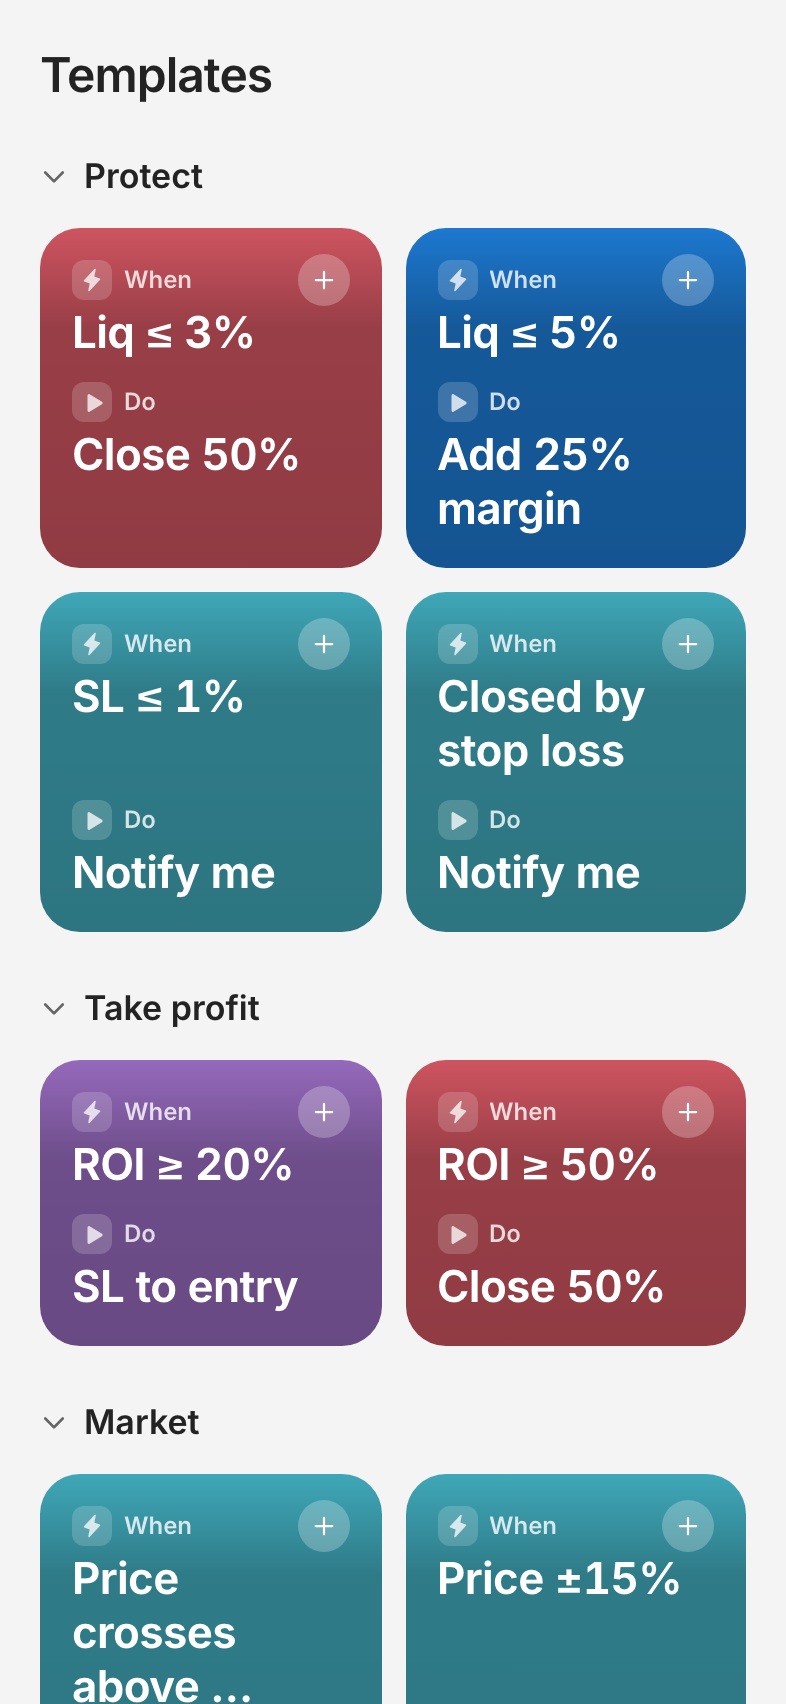 Templates
Protect
When
Liq ≤ 3%
Do
Close 50%
When
Liq ≤ 5%
Do
Add 25%
margin
When
SL ≤ 1%
Do
Notify me
When
Closed by
stop loss
Do
Notify me
Take profit
When
ROI ≥ 20%
Do
SL to entry
When
ROI ≥ 50%
Do
Close 50%
Market
When
Price
crosses
above ...
When
Price ±15%